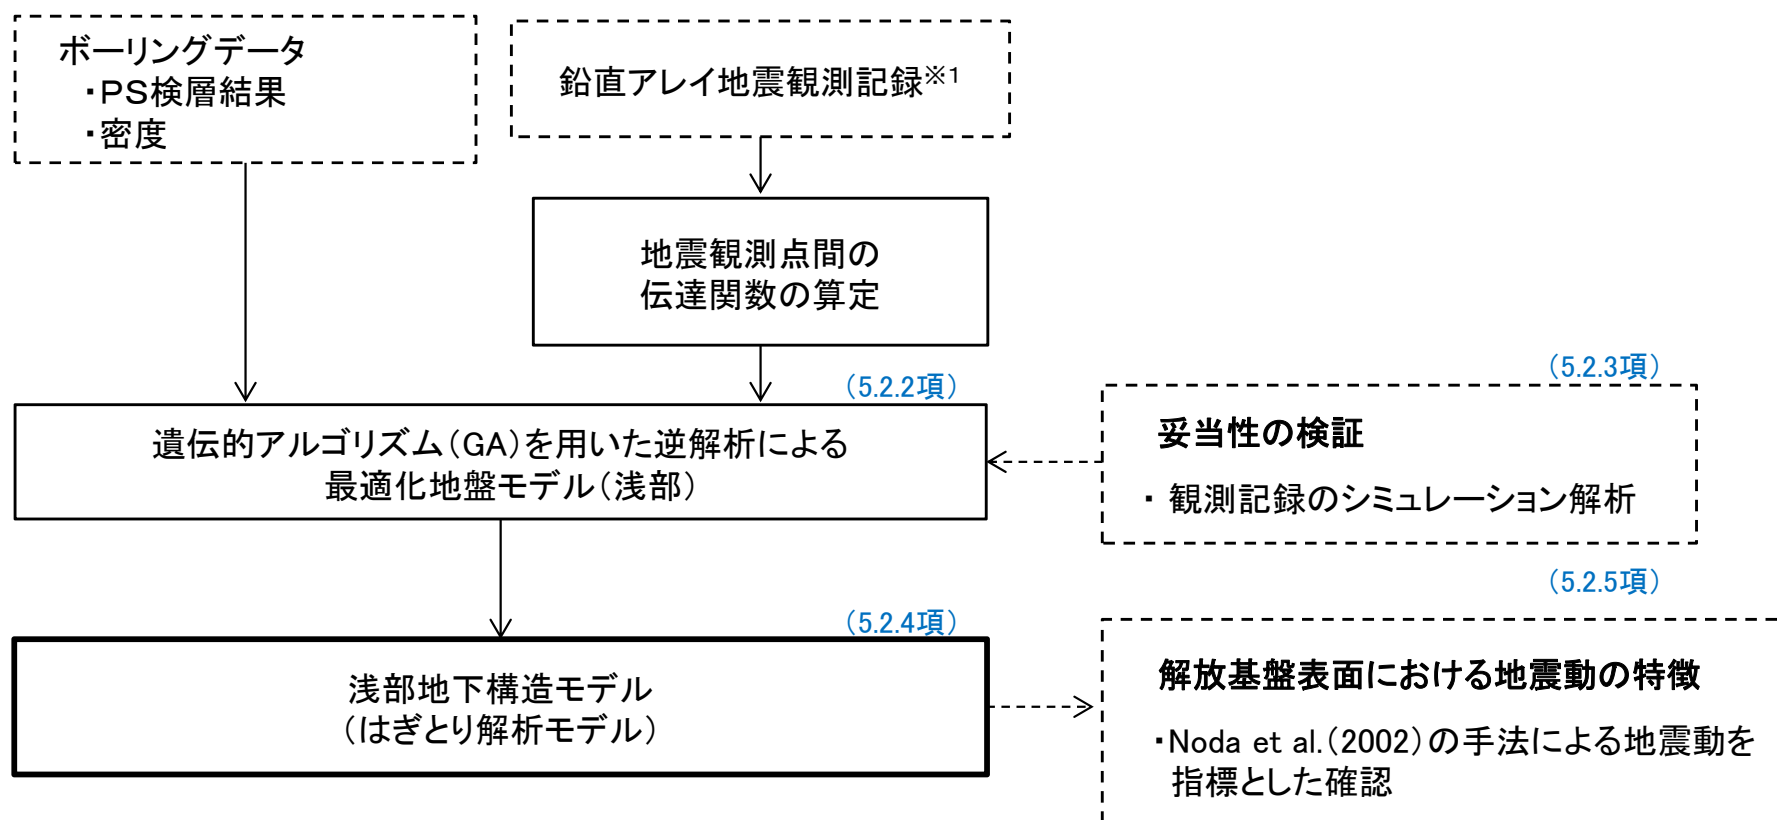 ボーリングデータ
・PS検層結果
・密度
鉛直アレイ地震観測記録※1
地震観測点間の
伝達関数の算定
(5.2.2項)
遺伝的アルゴリズム(GA)を用いた逆解析による
最適化地盤モデル(浅部)
(5.2.3項)
妥当性の検証
・ 観測記録のシミュレーション解析
(5.2.4項)
浅部地下構造モデル
(はぎとり解析モデル)
(5.2.5項)
解放基盤表面における地震動の特徴
・Noda et al.(2002)の手法による地震動を
指標とした確認